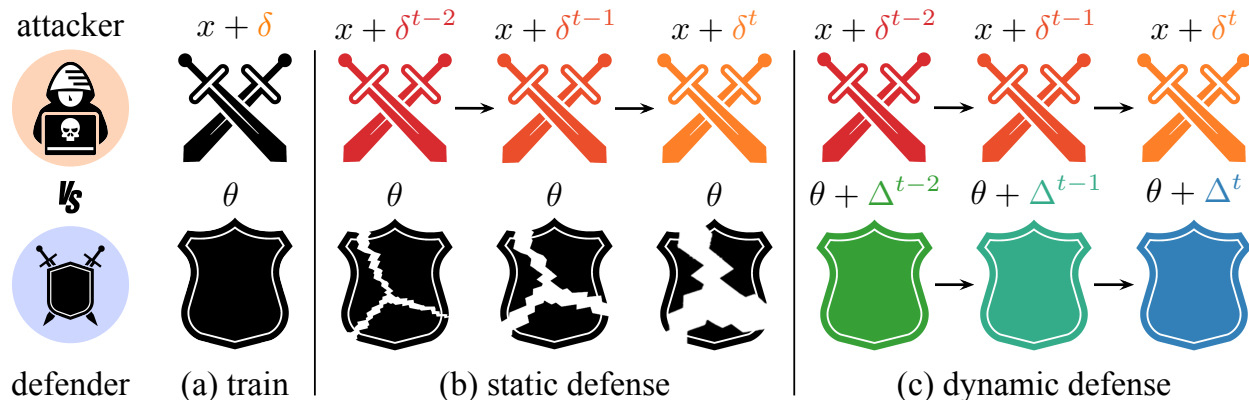 attacker
x + δ
x + δ^{t−2}
x + δ^{t−1}
x + δ^t
x + δ^{t−2}
x + δ^{t−1}
x + δ^t
VS
θ
θ
θ
θ
θ + Δ^{t−2}
θ + Δ^{t−1}
θ + Δ^t
defender
(a) train
(b) static defense
(c) dynamic defense